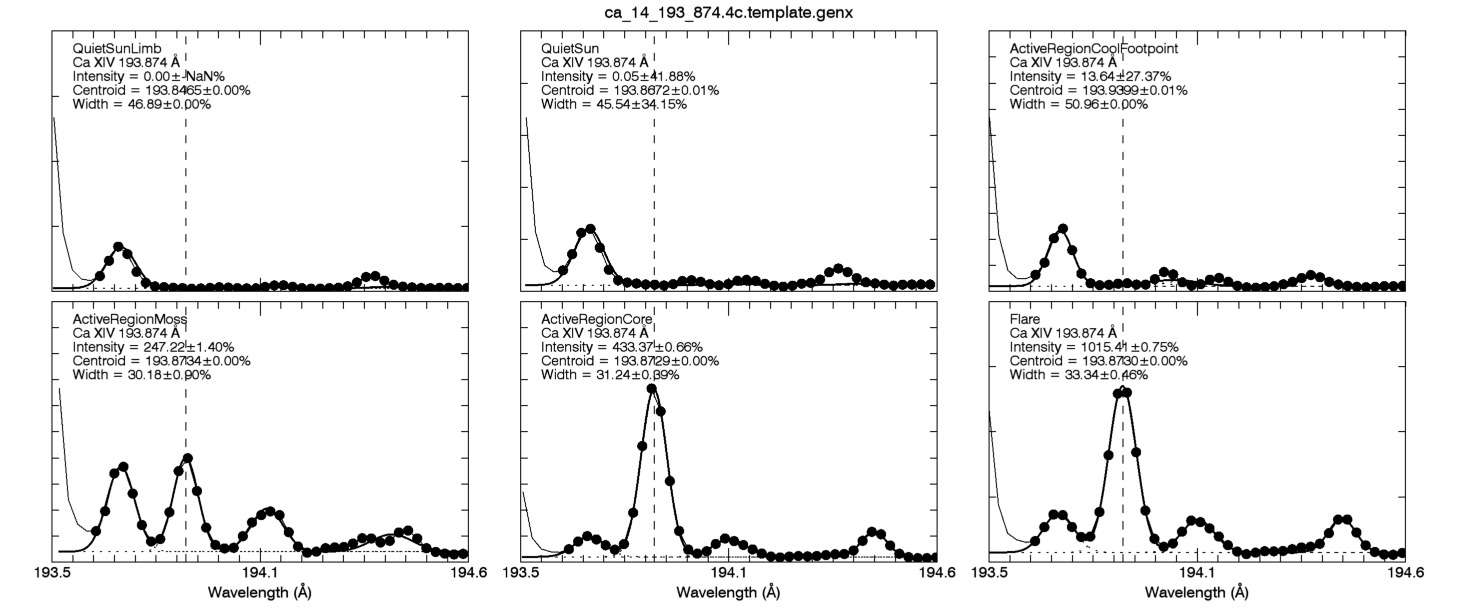 ca_14_193_874.4c.template.genx
QuietSunLimb
Ca XIV 193.874 Å
Intensity = 0.00±-NaN%
Centroid = 193.8465±0.00%
Width = 46.89±0.00%
QuietSun
Ca XIV 193.874 Å
Intensity = 0.05±41.88%
Centroid = 193.8672±0.01%
Width = 45.54±34.15%
ActiveRegionCoolFootpoint
Ca XIV 193.874 Å
Intensity = 13.64±27.37%
Centroid = 193.9399±0.01%
Width = 50.96±0.00%
ActiveRegionMoss
Ca XIV 193.874 Å
Intensity = 247.22±1.40%
Centroid = 193.8734±0.00%
Width = 30.18±0.90%
ActiveRegionCore
Ca XIV 193.874 Å
Intensity = 433.37±0.66%
Centroid = 193.8729±0.00%
Width = 31.24±0.39%
Flare
Ca XIV 193.874 Å
Intensity = 1015.41±0.75%
Centroid = 193.8730±0.00%
Width = 33.34±0.46%
193.5 194.1 194.6
Wavelength (Å)
193.5 194.1 194.6
Wavelength (Å)
193.5 194.1 194.6
Wavelength (Å)